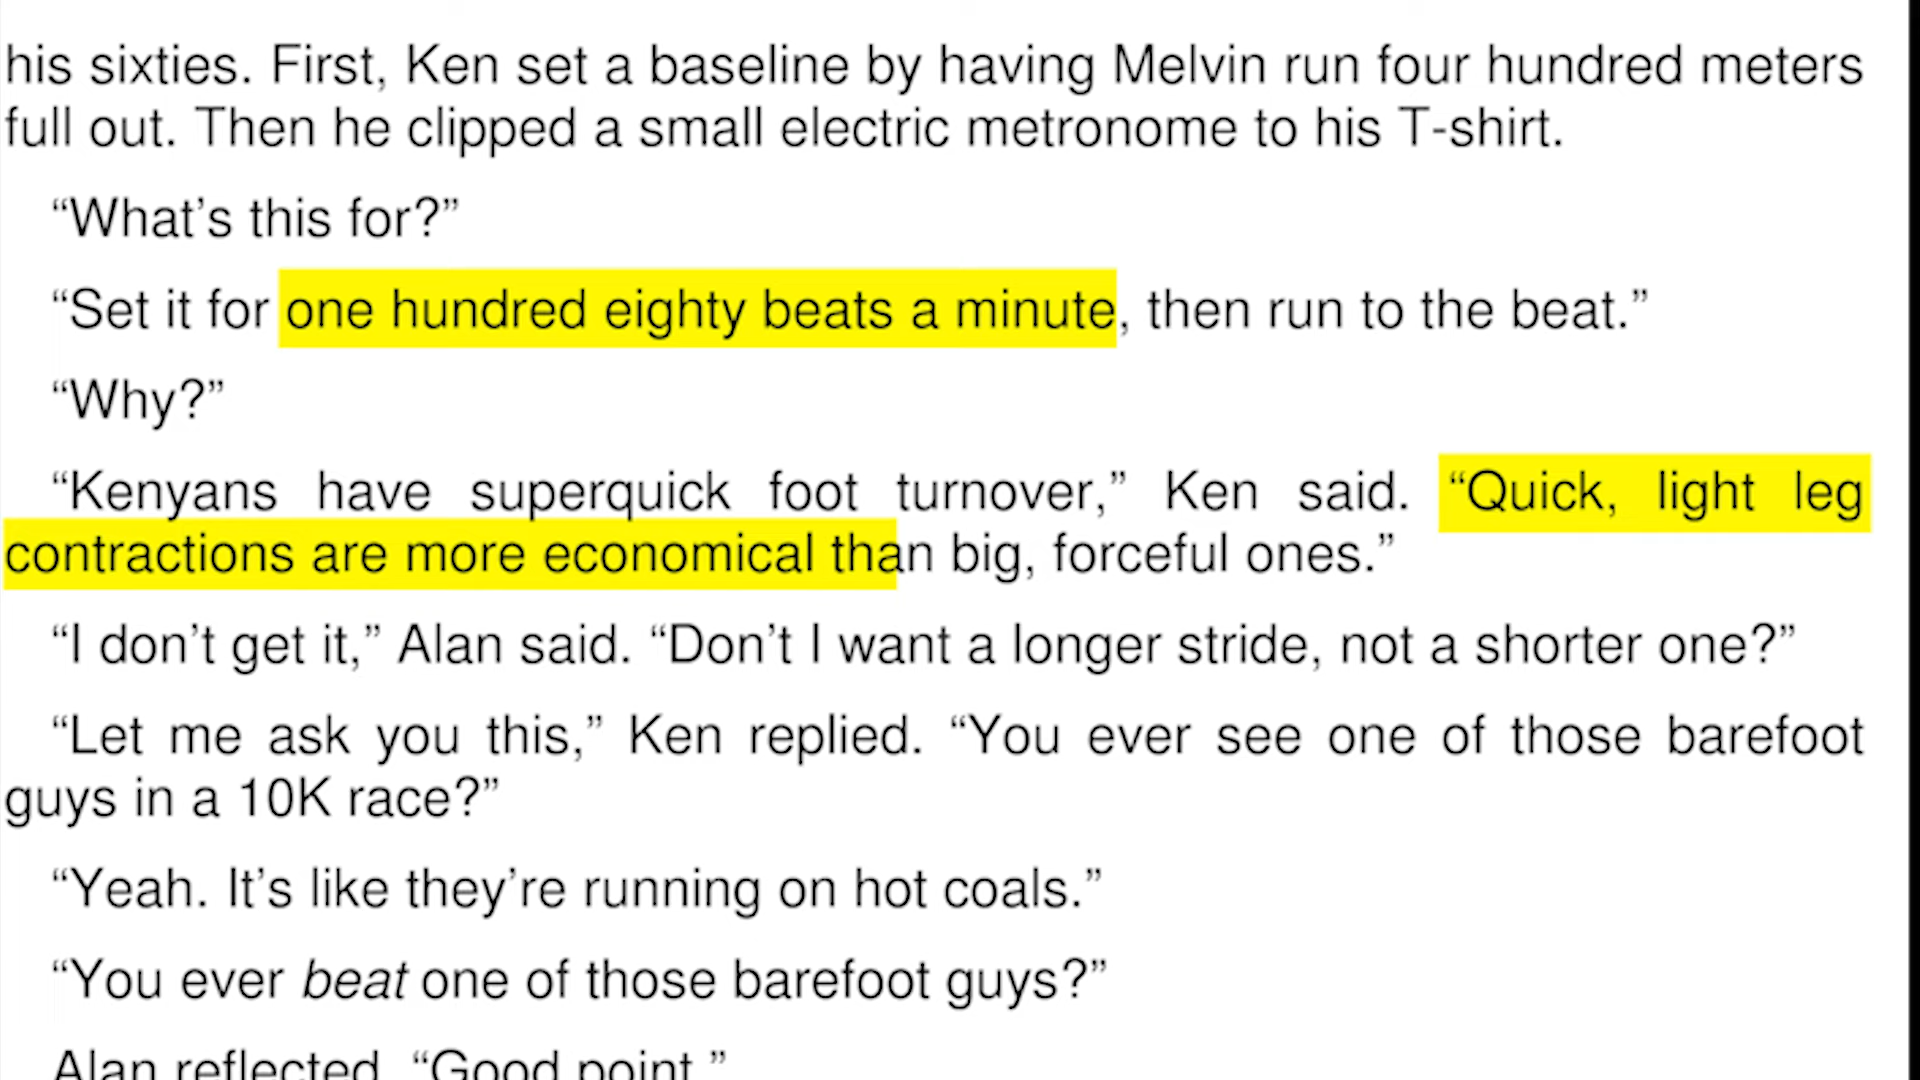 his sixties. First, Ken set a baseline by having Melvin run four hundred meters
full out. Then he clipped a small electric metronome to his T-shirt.
“What’s this for?”
“Set it for one hundred eighty beats a minute, then run to the beat.”
“Why?”
“Kenyans have superquick foot turnover,” Ken said. “Quick, light leg
contractions are more economical than big, forceful ones.”
“I don’t get it,” Alan said. “Don’t I want a longer stride, not a shorter one?”
“Let me ask you this,” Ken replied. “You ever see one of those barefoot
guys in a 10K race?”
“Yeah. It’s like they’re running on hot coals.”
“You ever beat one of those barefoot guys?”
Alan reflected. “Good point.”